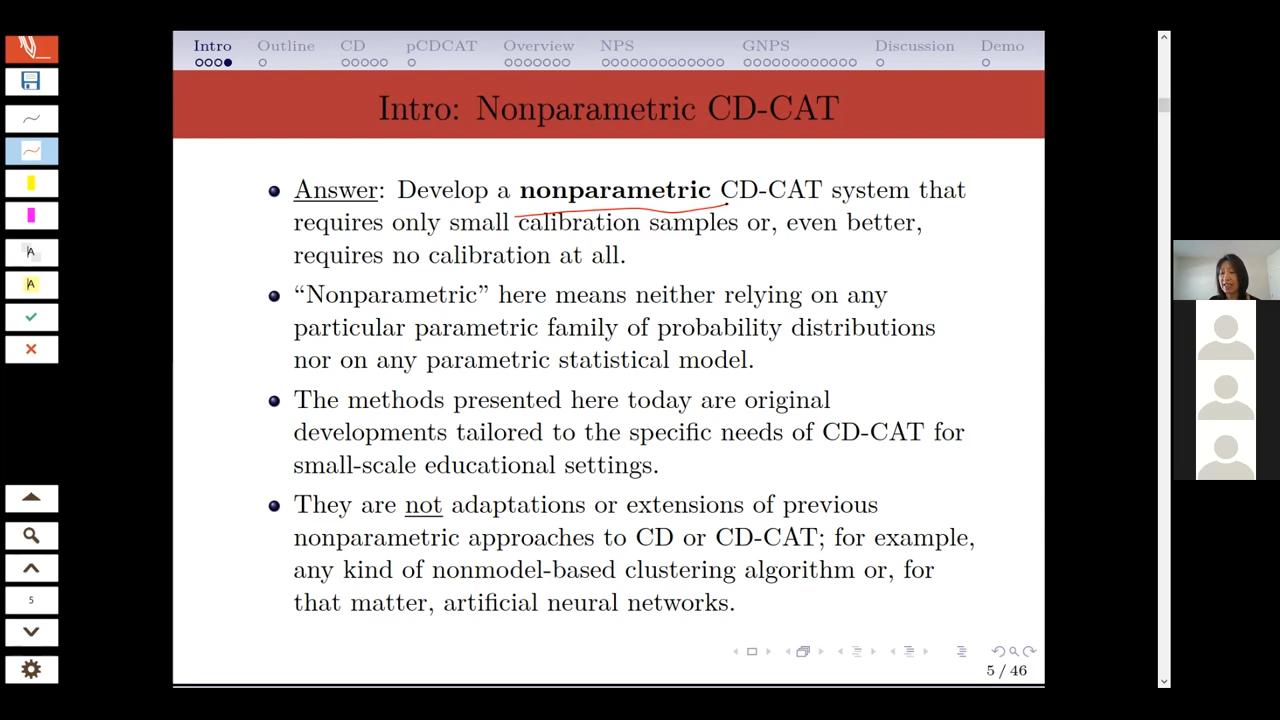 Intro Outline CD pCDCAT Overview NPS GNPS Discussion Demo
Intro: Nonparametric CD-CAT
Answer: Develop a nonparametric CD-CAT system that
requires only small calibration samples or, even better,
requires no calibration at all.
“Nonparametric” here means neither relying on any
particular parametric family of probability distributions
nor on any parametric statistical model.
The methods presented here today are original
developments tailored to the specific needs of CD-CAT for
small-scale educational settings.
They are not adaptations or extensions of previous
nonparametric approaches to CD or CD-CAT; for example,
any kind of nonmodel-based clustering algorithm or, for
that matter, artificial neural networks.
5 / 46
A
A
5